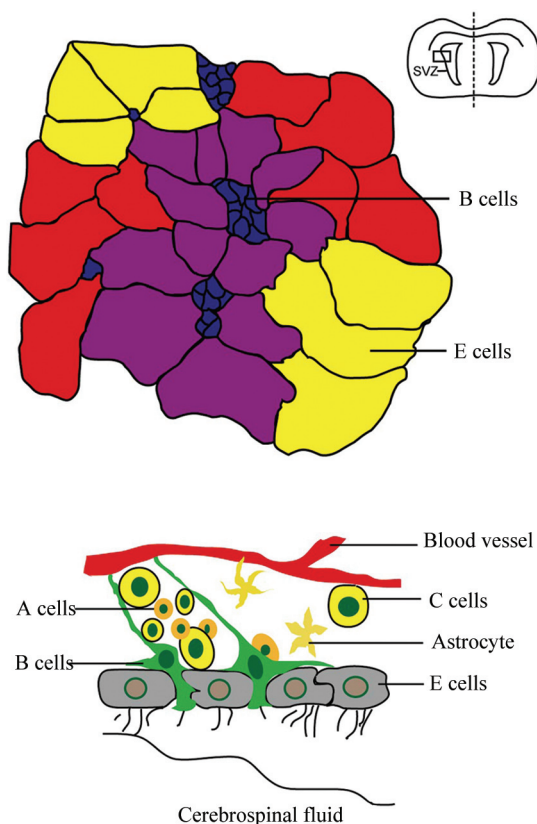 SVZ
B cells
E cells
Blood vessel
A cells
C cells
Astrocyte
B cells
E cells
Cerebrospinal fluid